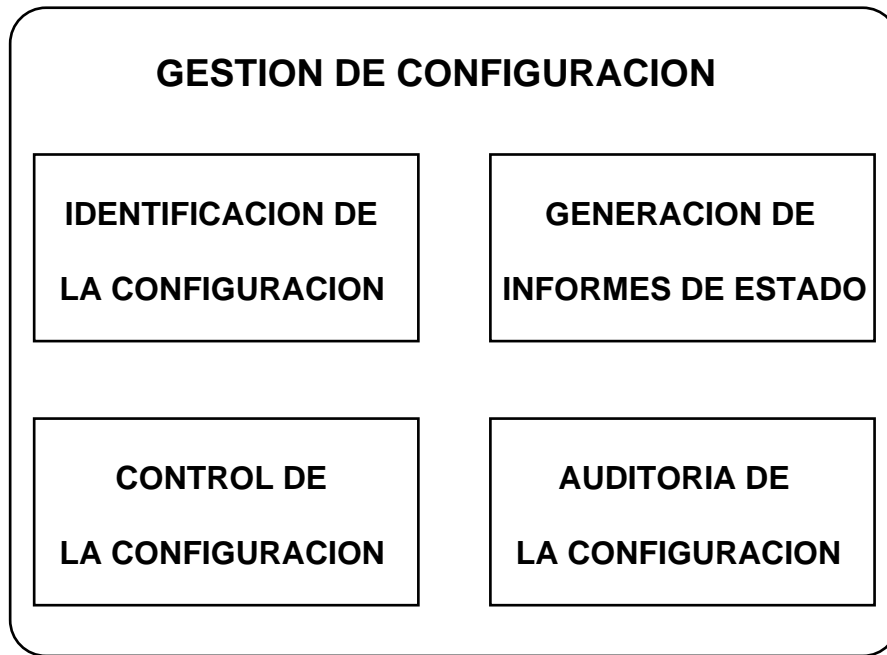 GESTION DE CONFIGURACION
IDENTIFICACION DE
LA CONFIGURACION
GENERACION DE
INFORMES DE ESTADO
CONTROL DE
LA CONFIGURACION
AUDITORIA DE
LA CONFIGURACION